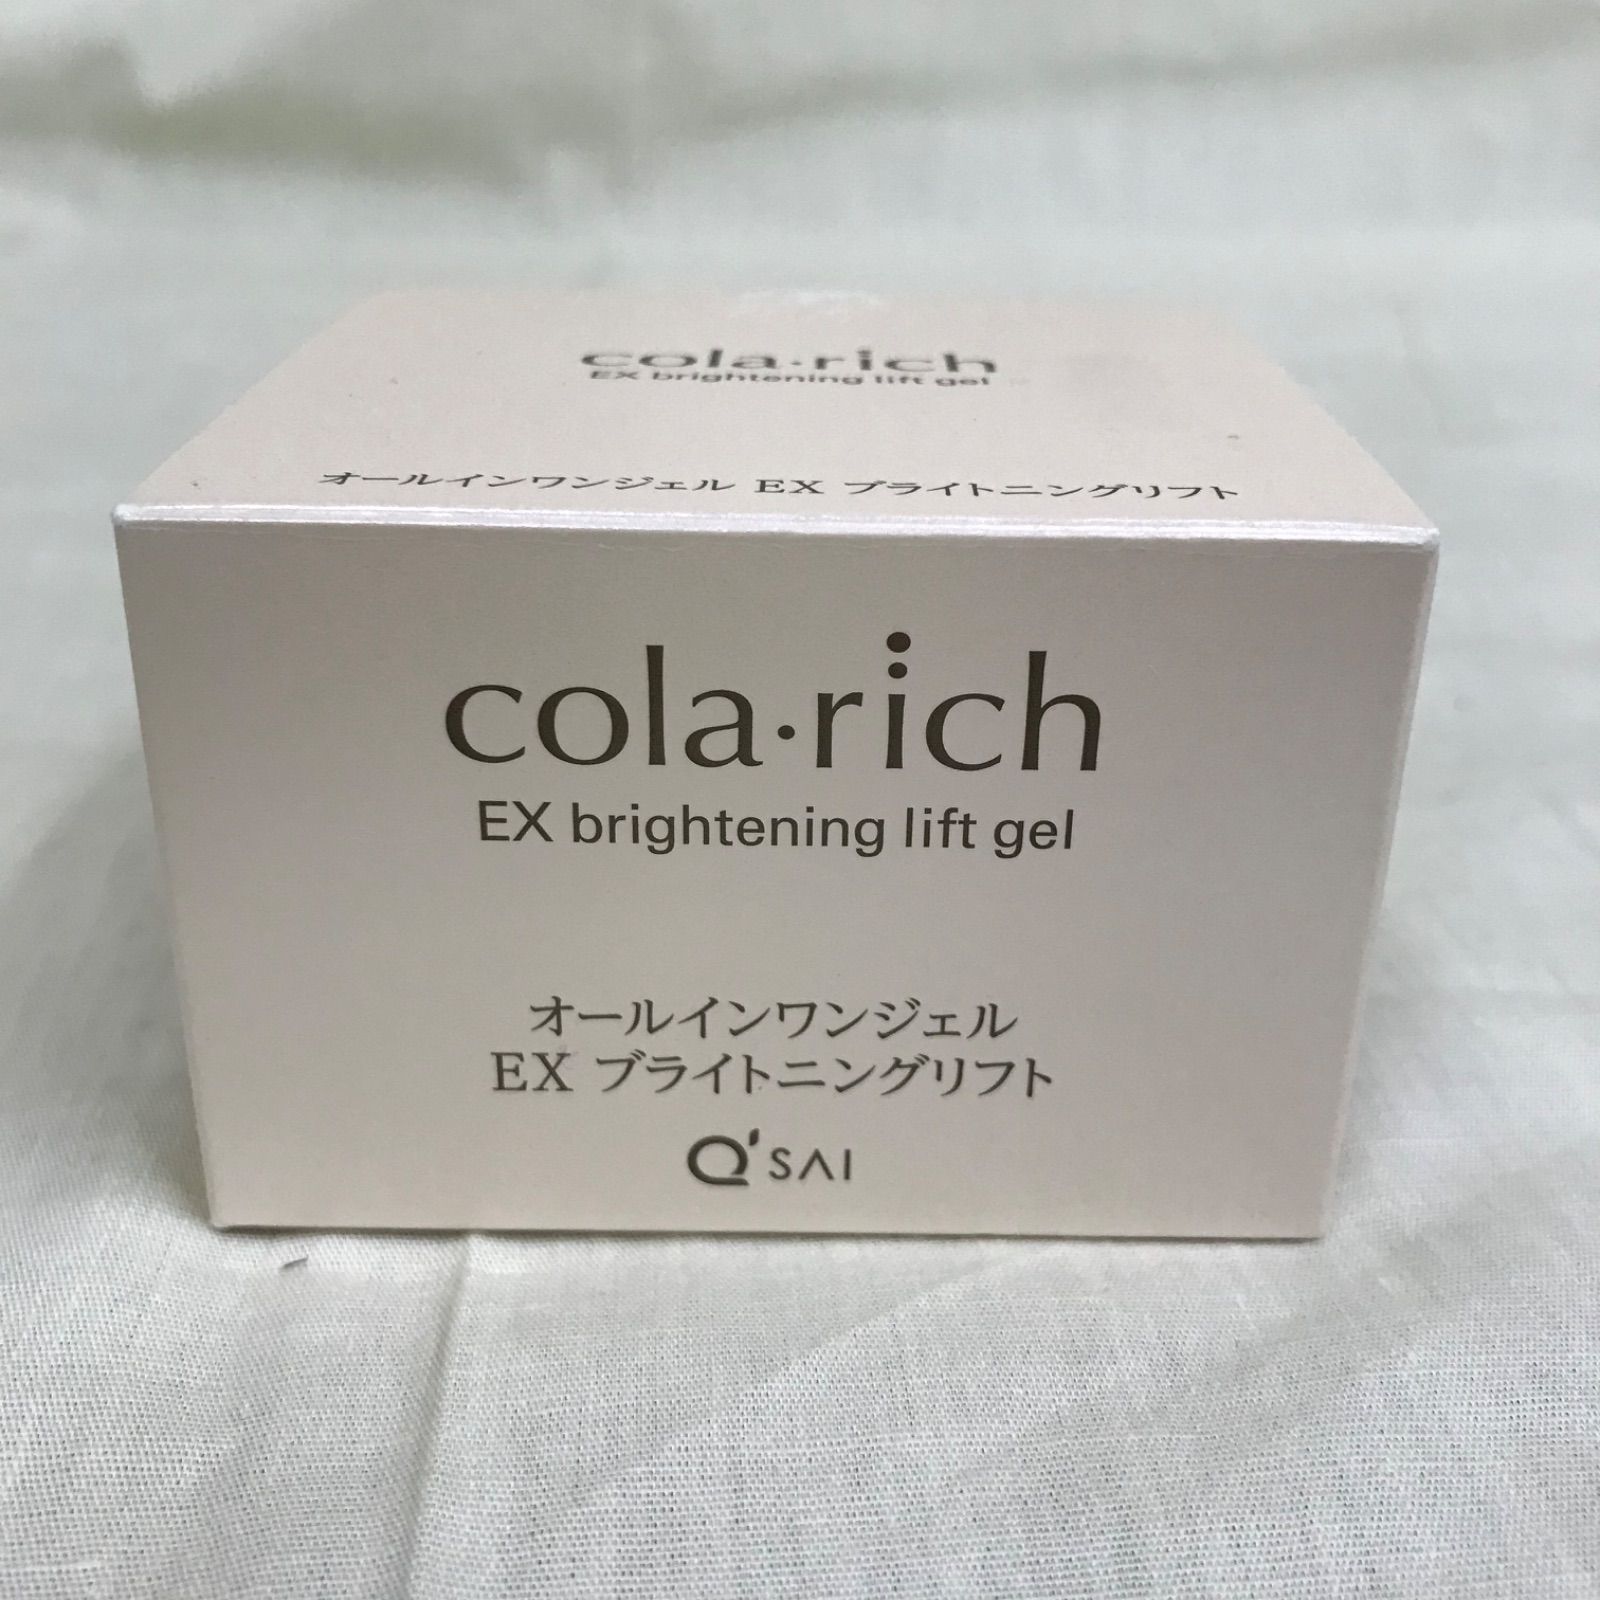 cola·rich
EX brightening lift gel
オールインワンジェル EX ブライトニングリフト
cola·rich
EX brightening lift gel
オールインワンジェル
EX ブライトニングリフト
Q'SAI